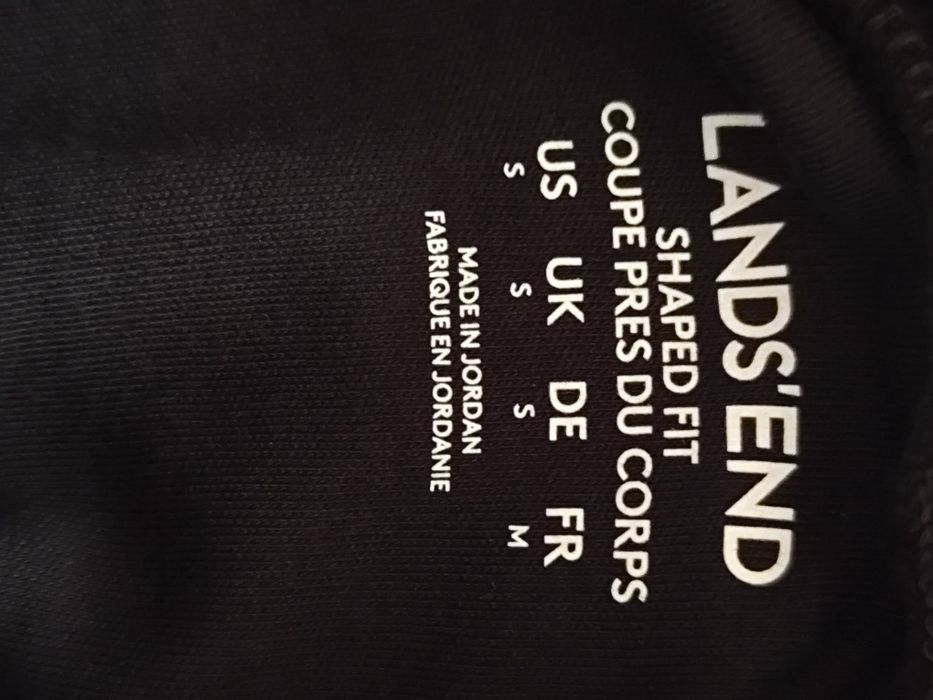 LANDS'END
SHAPED FIT
COUPE PRES DU CORPS
US UK DE FR
S S S M
MADE IN JORDAN
FABRIQUE EN JORDANIE